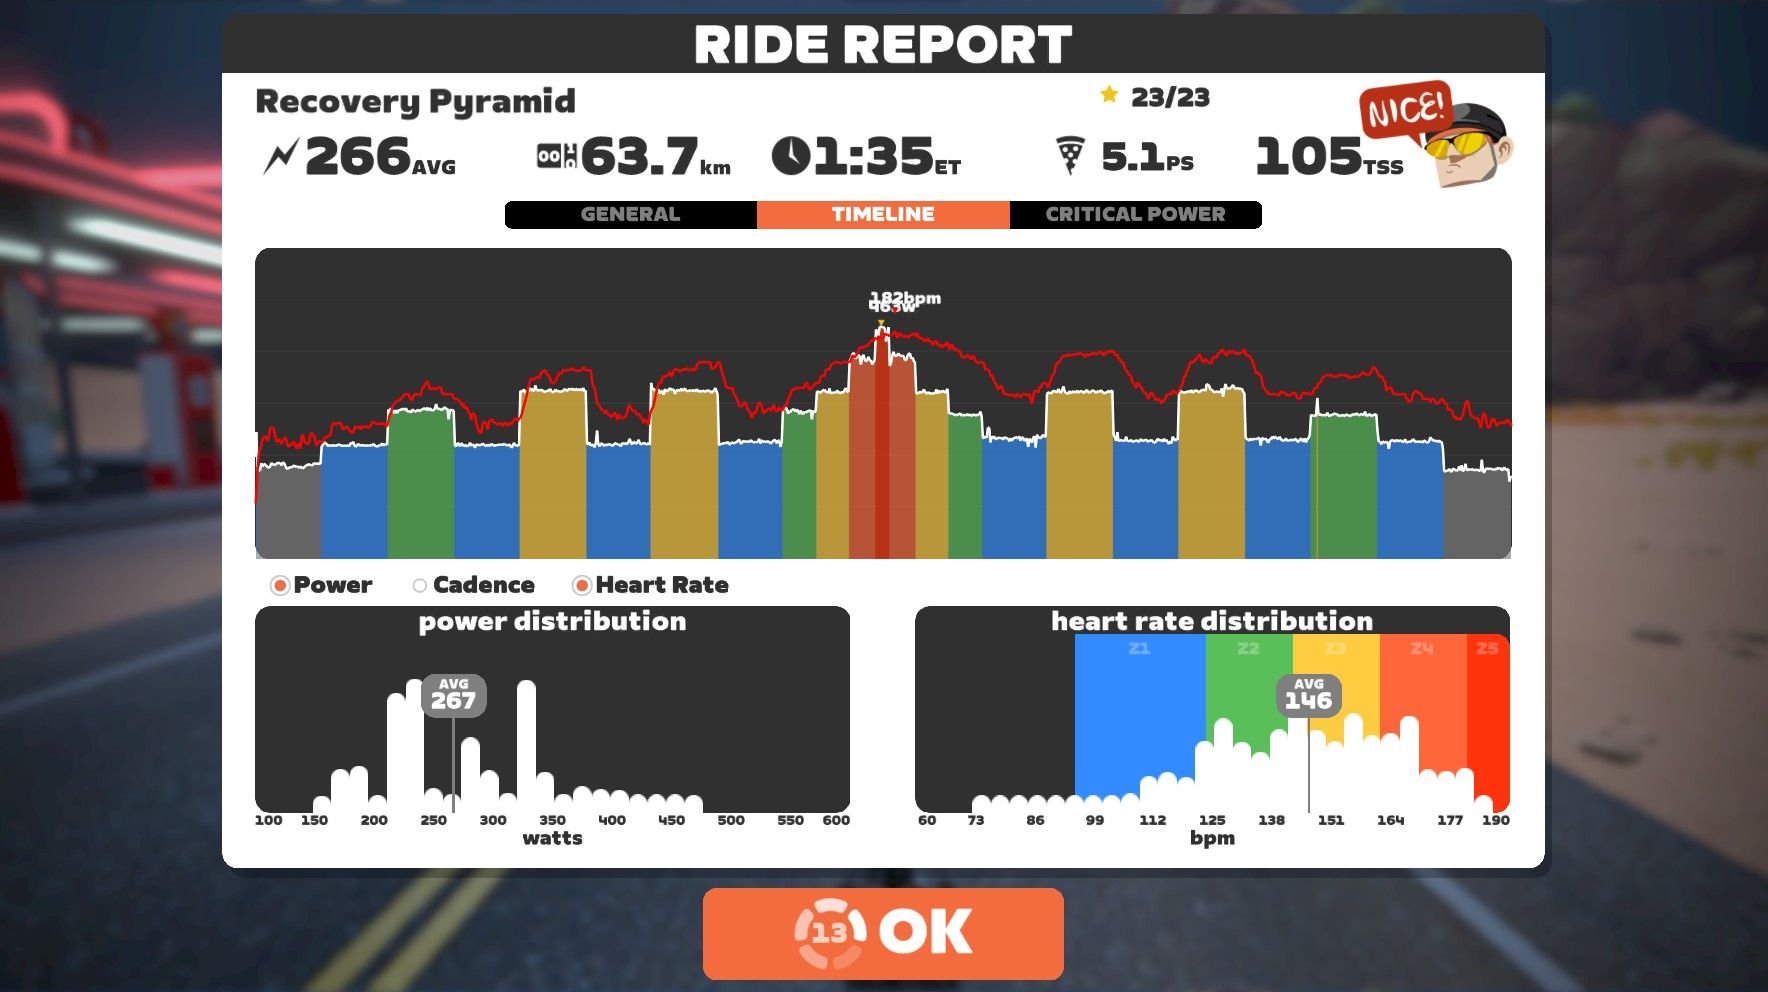 RIDE REPORT
Recovery Pyramid
23/23
NICE!
266AVG
63.7km
1:35ET
5.1PS
105TSS
GENERAL
TIMELINE
CRITICAL POWER
182bpm
463w
Power
Cadence
Heart Rate
power distribution
AVG
267
100 150 200 250 300 350 400 450 500 550 600
watts
heart rate distribution
Z1 Z2 Z3 Z4 Z5
AVG
146
60 73 86 99 112 125 138 151 164 177 190
bpm
13 OK